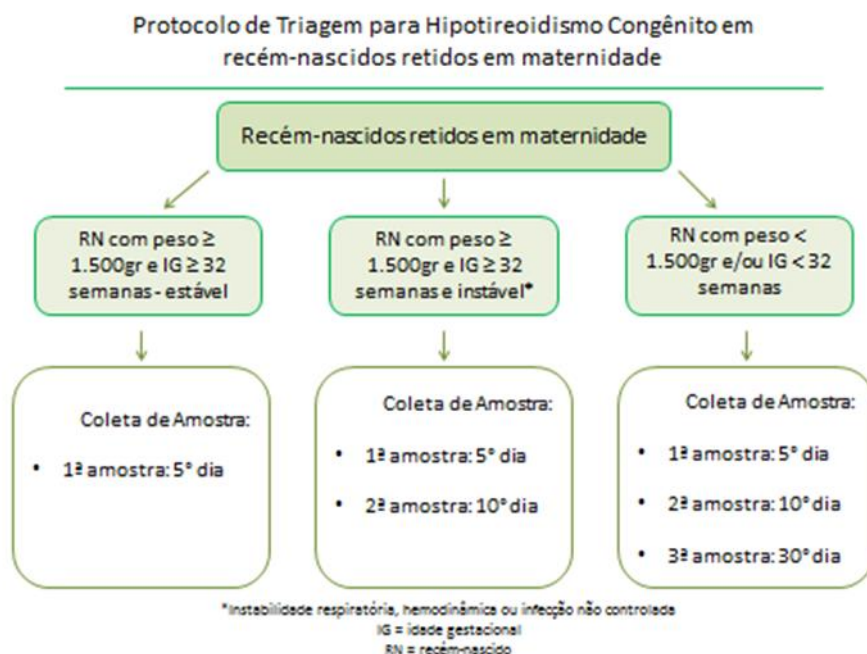 Protocolo de Triagem para Hipotireoidismo Congênito em
recém-nascidos retidos em maternidade
Recém-nascidos retidos em maternidade
RN com peso ≥
1.500gr e IG ≥ 32
semanas - estável
RN com peso ≥
1.500gr e IG ≥ 32
semanas e instável*
RN com peso <
1.500gr e/ou IG < 32
semanas
Coleta de Amostra:
• 1ª amostra: 5° dia
Coleta de Amostra:
• 1ª amostra: 5° dia
• 2ª amostra: 10° dia
Coleta de Amostra:
• 1ª amostra: 5° dia
• 2ª amostra: 10° dia
• 3ª amostra: 30° dia
*Instabilidade respiratória, hemodinâmica ou infecção não controlada
IG = idade gestacional
RN = recém-nascido